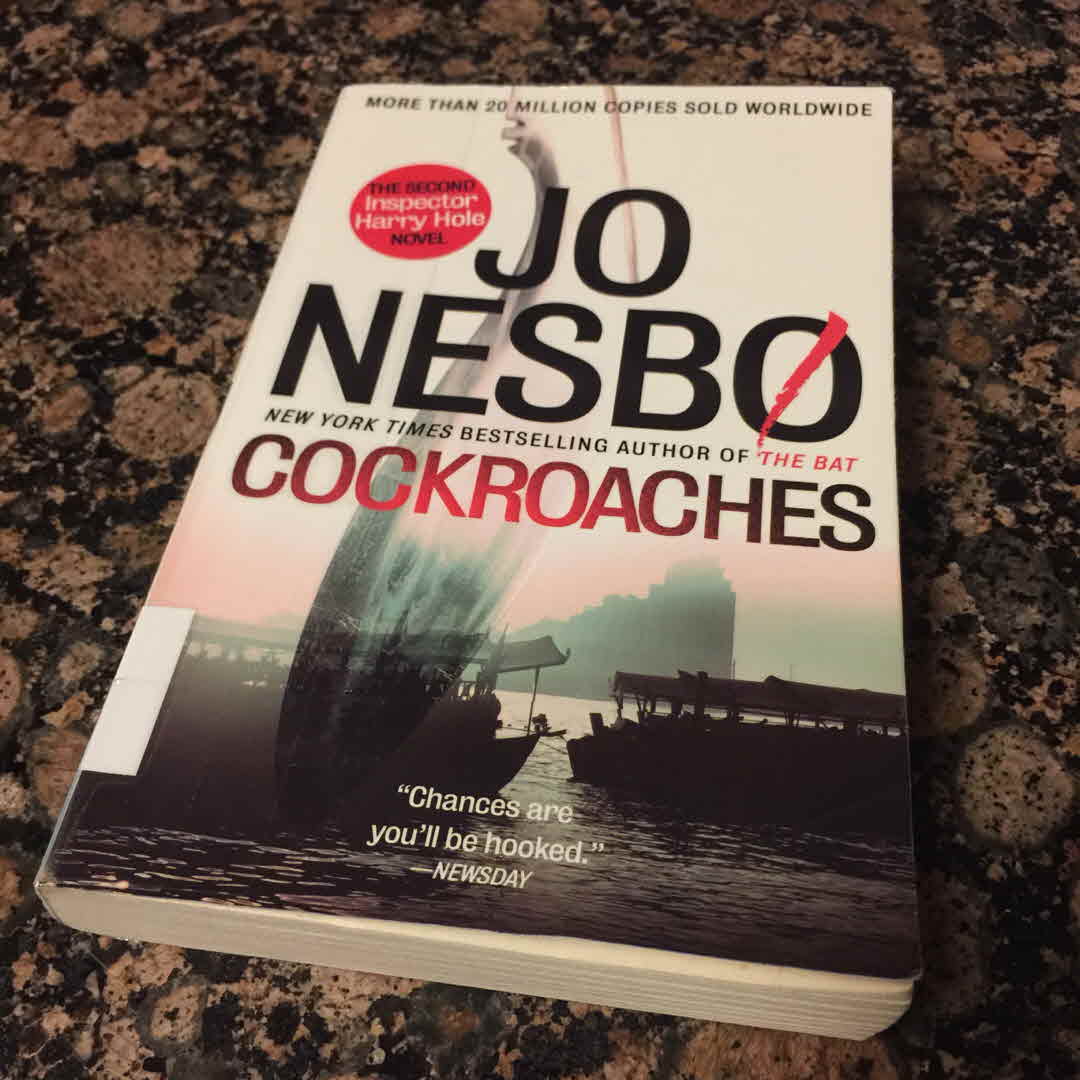 MORE THAN 20 MILLION COPIES SOLD WORLDWIDE
THE SECOND
Inspector
Harry Hole
NOVEL
JO
NESBØ
NEW YORK TIMES BESTSELLING AUTHOR OF THE BAT
COCKROACHES
“Chances are
you’ll be hooked.”
—NEWSDAY